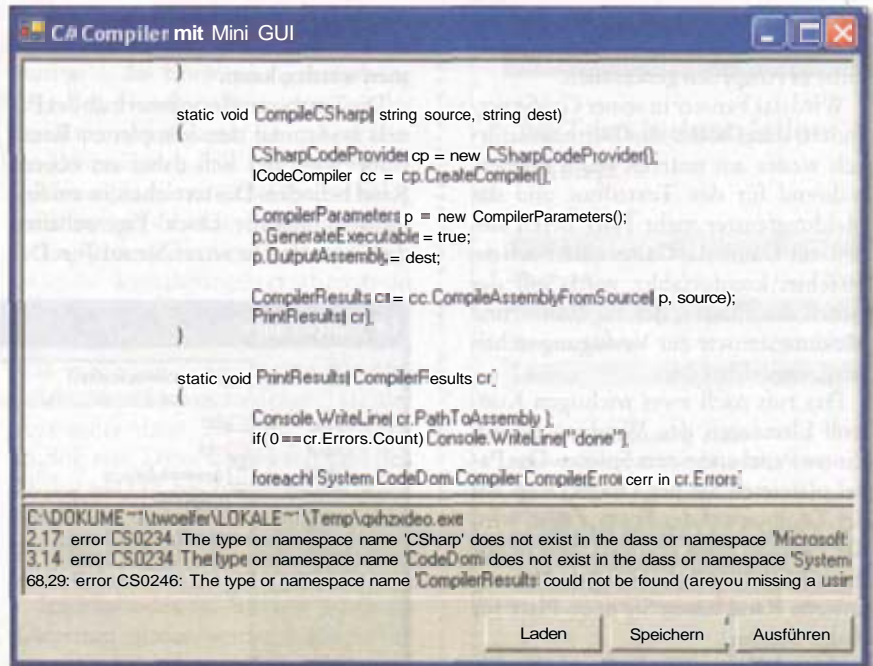 C# Compiler mit Mini GUI
}
static void CompileCSharp( string source, string dest)
{
CSharpCodeProvider cp = new CSharpCodeProvider();
ICodeCompiler cc = cp.CreateCompiler();
CompilerParameters p = new CompilerParameters();
p.GenerateExecutable = true;
p.OutputAssembly = dest;
CompilerResults cr = cc.CompileAssemblyFromSource( p, source);
PrintResults( cr);
}
static void PrintResults( CompilerResults cr)
{
Console.WriteLine( cr.PathToAssembly );
if( 0 == cr.Errors.Count) Console.WriteLine( "done");
foreach( System.CodeDom.Compiler.CompilerError cerr in cr.Errors)
C:\DOKUME~1\twoelfer\LOKALE~1\Temp\qxhzxdeo.exe
2,17: error CS0234: The type or namespace name 'CSharp' does not exist in the dass or namespace 'Microsoft
3,14: error CS0234: The type or namespace name 'CodeDom' does not exist in the dass or namespace 'System
68,29: error CS0246: The type or namespace name 'CompilerResults' could not be found (areyou missing a usin
Laden Speichern Ausführen